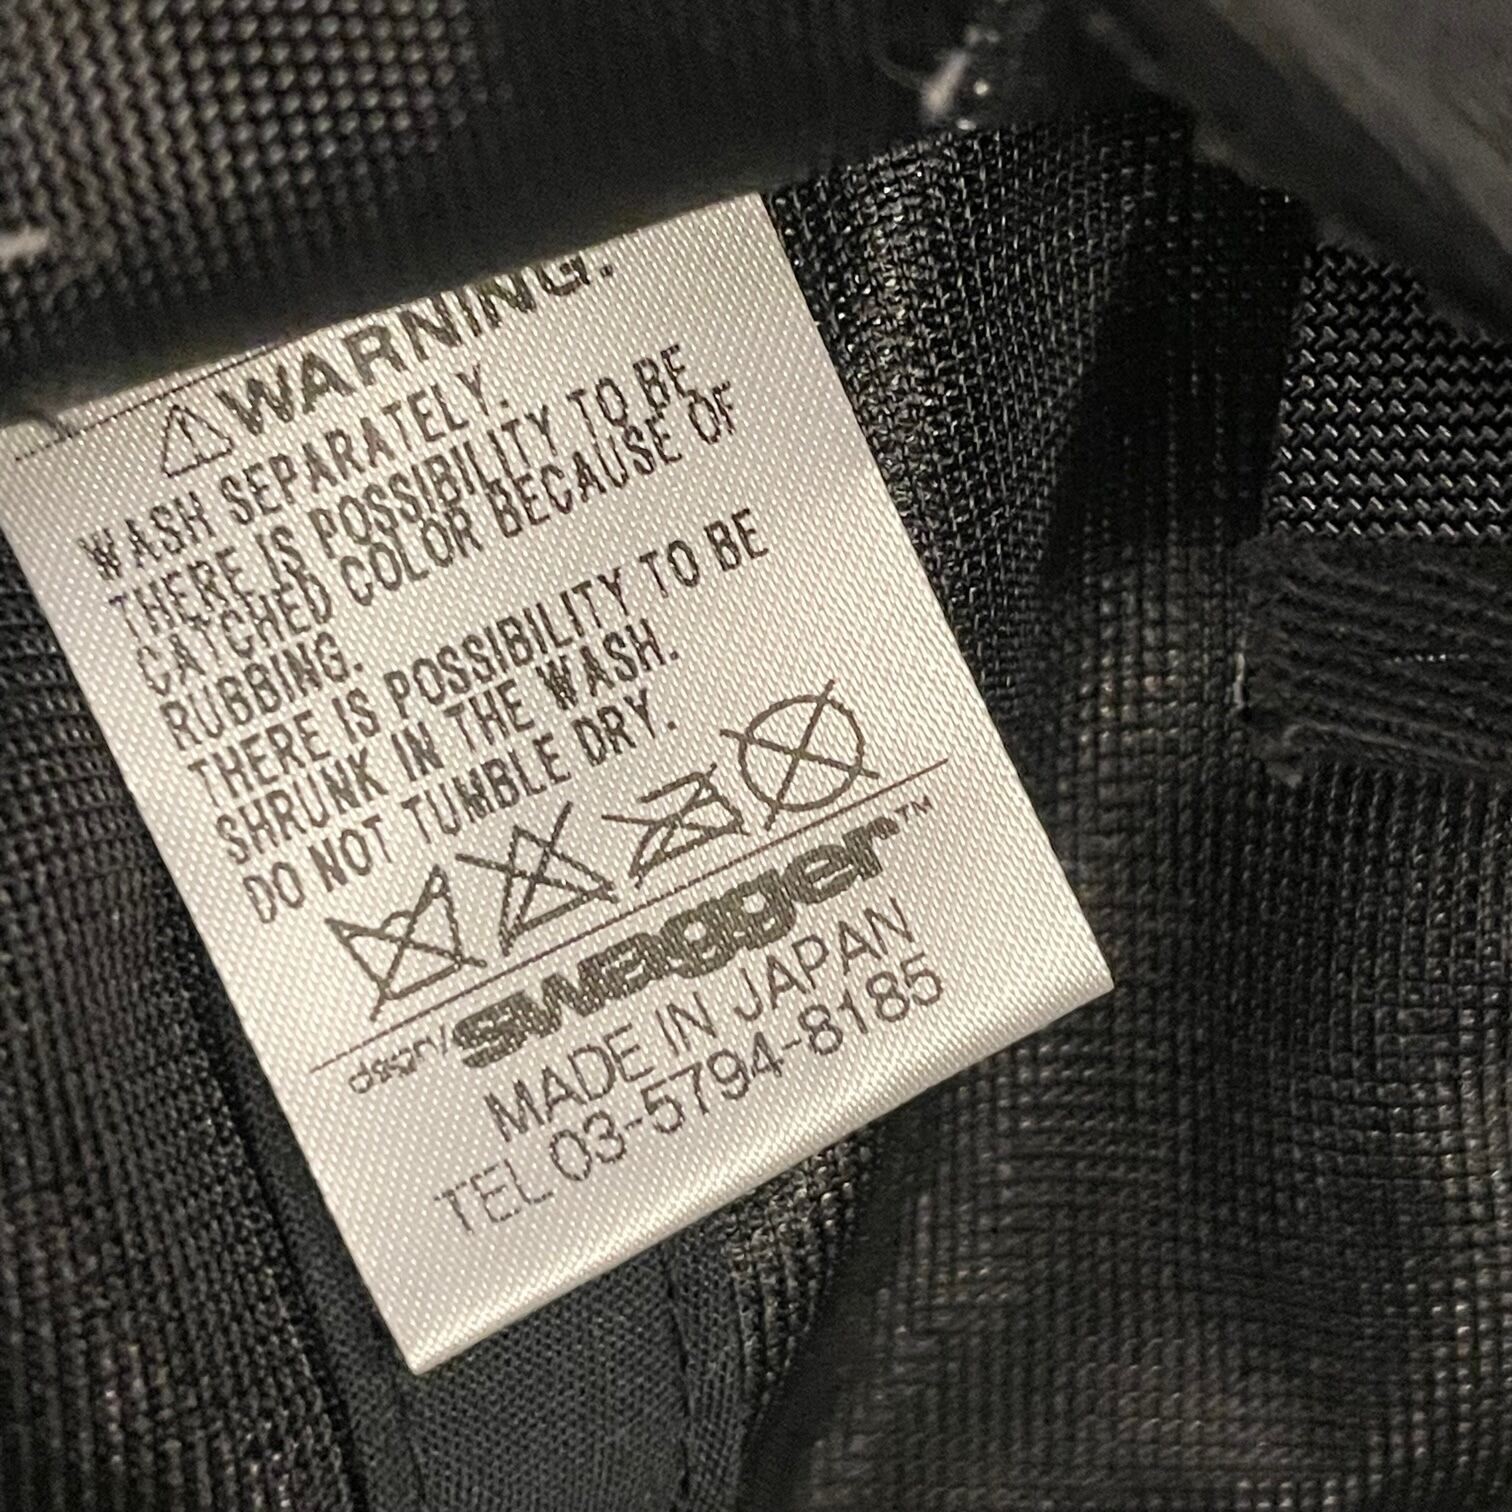 WARNING.
WASH SEPARATELY.
THERE IS POSSIBILITY TO BE
CATCHED COLOR BECAUSE OF
RUBBING.
THERE IS POSSIBILITY TO BE
SHRUNK IN THE WASH.
DO NOT TUMBLE DRY.
swagger™
MADE IN JAPAN
TEL 03-5794-8185